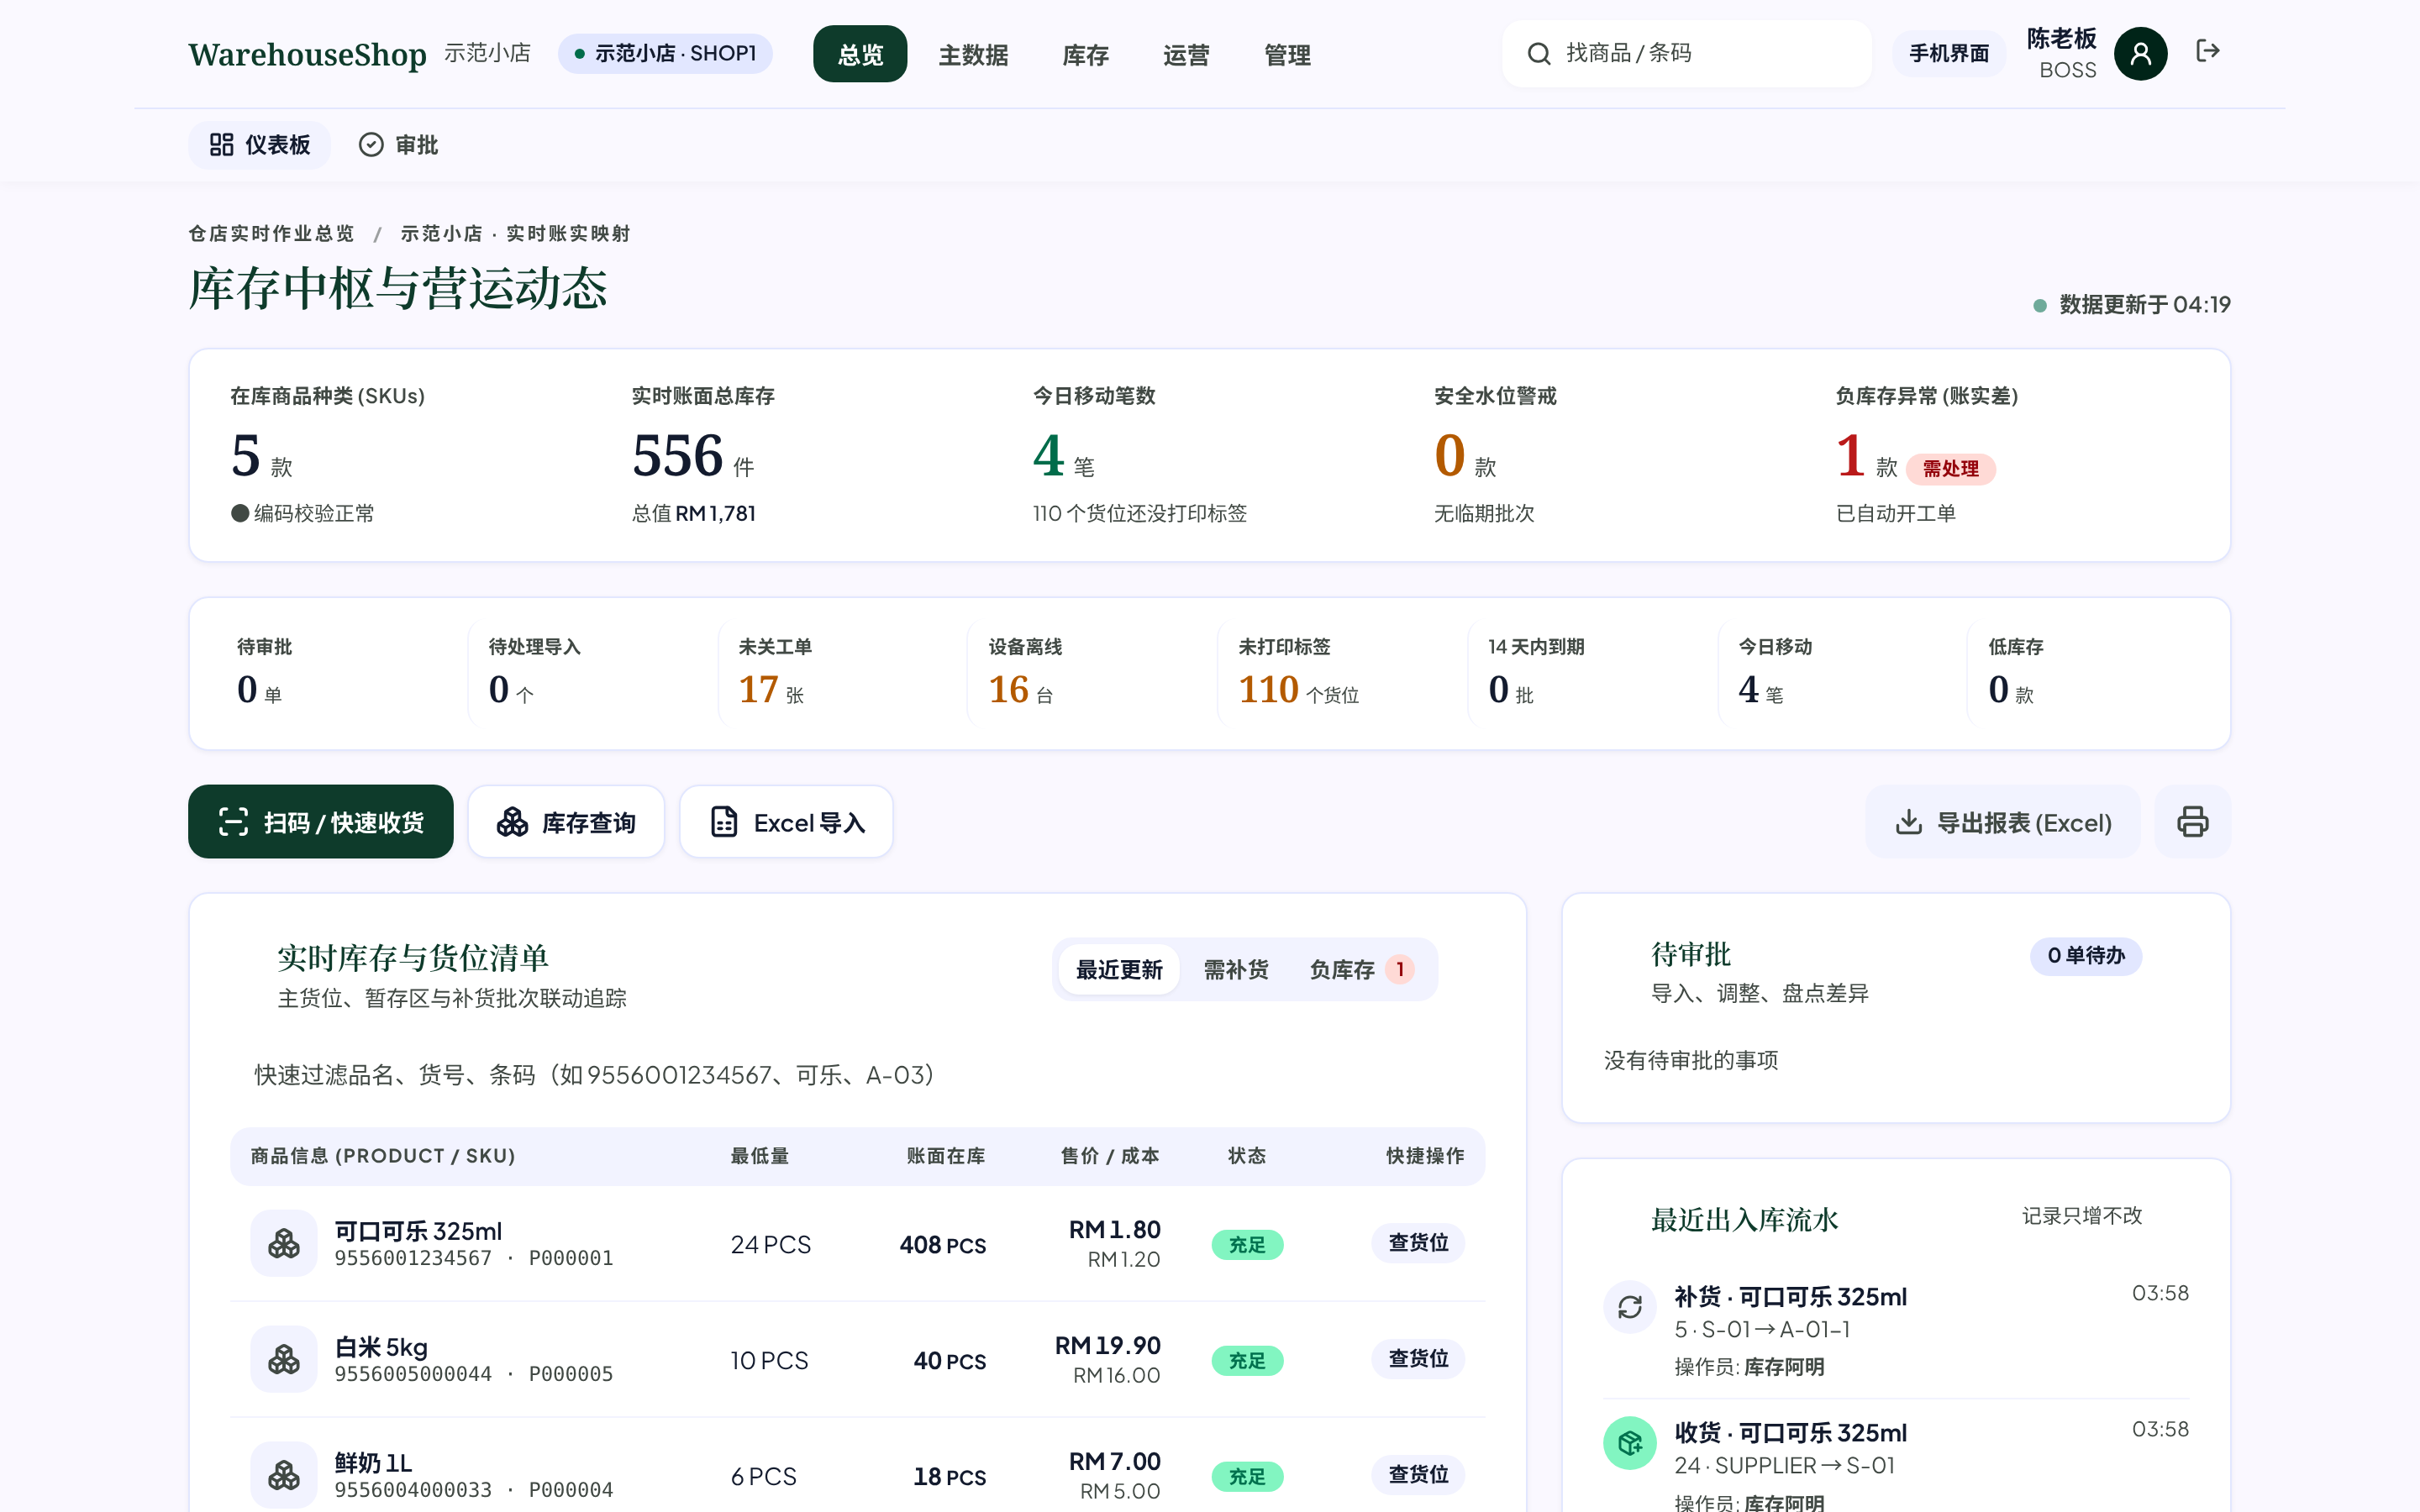 WarehouseShop 示范小店 示范小店 · SHOP1 总览 主数据 库存 运营 管理 找商品 / 条码 手机界面 陈老板
BOSS
仪表板 审批
仓店实时作业总览 / 示范小店 · 实时账实映射
库存中枢与营运动态
数据更新于 04:19
在库商品种类 (SKUs) 实时账面总库存 今日移动笔数 安全水位警戒 负库存异常 (账实差)
5 款 556 件 4 笔 0 款 1 款 需处理
编码校验正常 总值 RM 1,781 110 个货位还没打印标签 无临期批次 已自动开工单
待审批 待处理导入 未关工单 设备离线 未打印标签 14 天内到期 今日移动 低库存
0 单 0 个 17 张 16 台 110 个货位 0 批 4 笔 0 款
扫码 / 快速收货 库存查询 Excel 导入 导出报表 (Excel)
实时库存与货位清单
主货位、暂存区与补货批次联动追踪
最近更新 需补货 负库存 1
快速过滤品名、货号、条码（如 9556001234567、可乐、A-03）
商品信息 (PRODUCT / SKU) 最低量 账面在库 售价 / 成本 状态 快捷操作
可口可乐 325ml
9556001234567 · P000001
24 PCS 408 PCS RM 1.80
RM 1.20
充足 查货位
白米 5kg
9556005000044 · P000005
10 PCS 40 PCS RM 19.90
RM 16.00
充足 查货位
鲜奶 1L
9556004000033 · P000004
6 PCS 18 PCS RM 7.00
RM 5.00
充足 查货位
待审批 0 单待办
导入、调整、盘点差异
没有待审批的事项
最近出入库流水 记录只增不改
补货 · 可口可乐 325ml 03:58
5 · S-01 → A-01-1
操作员: 库存阿明
收货 · 可口可乐 325ml 03:58
24 · SUPPLIER → S-01
操作员: 库存阿明